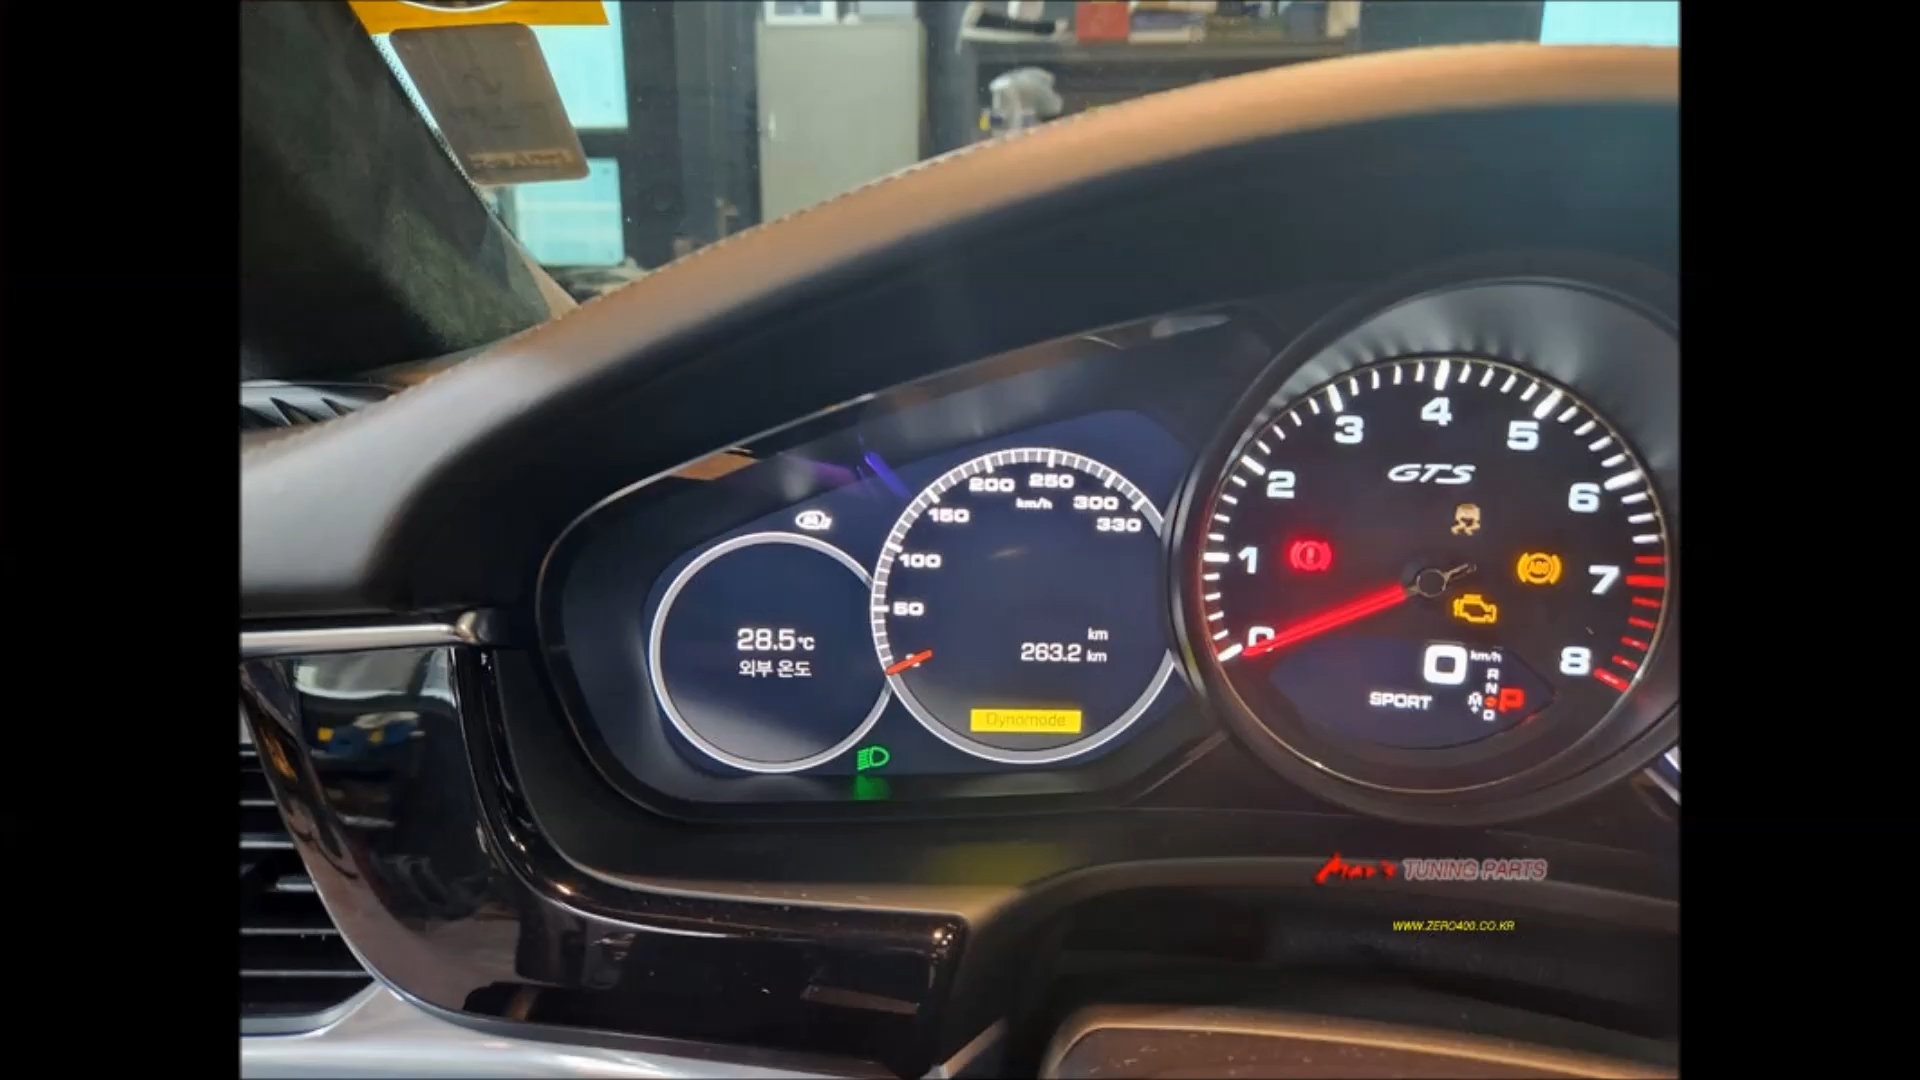 200 250
km/h
150
300
330
100
50
28.5°C
외부 온도
km
263.2 km
Dynomode
0 1 2 3 4 5 6 7 8
GTS
ABS
0 km/h
SPORT
R
N
M
D
P
TUNING PARTS
WWW.ZERO400.CO.KR